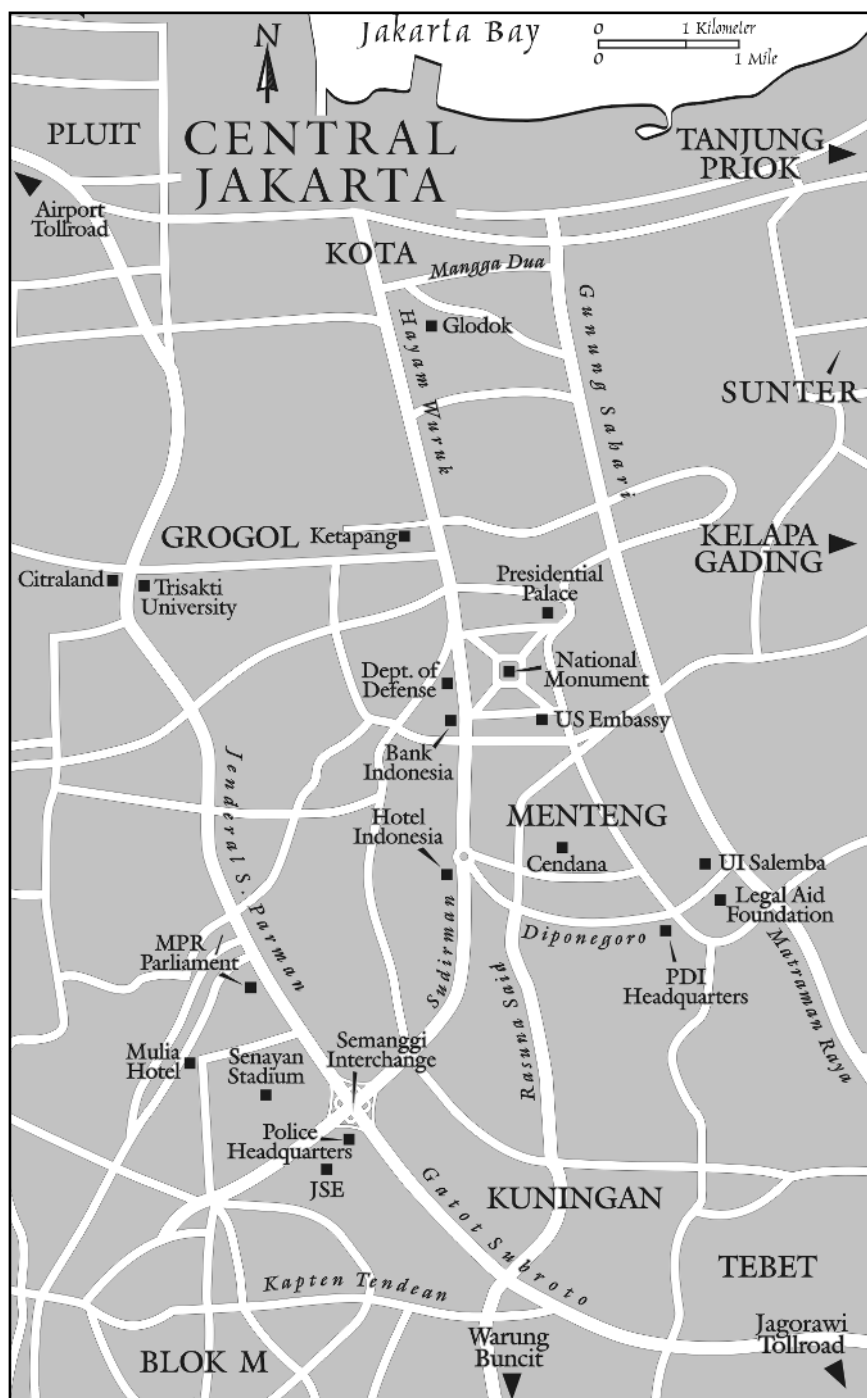 Jakarta Bay
0 1 Kilometer
0 1 Mile
N
PLUIT
CENTRAL
JAKARTA
TANJUNG
PRIOK
Airport
Tollroad
KOTA
Mangga Dua
Glodok
Hayam Wuruk
Gunung Sahari
SUNTER
GROGOL
Ketapang
KELAPA
GADING
Citraland
Trisakti
University
Presidential
Palace
Dept. of
Defense
National
Monument
US Embassy
Bank
Indonesia
Jenderal S. Parman
Hotel
Indonesia
MENTENG
Cendana
UI Salemba
Legal Aid
Foundation
Diponegoro
Sudirman
Rasuna Said
PDI
Headquarters
Matraman Raya
MPR /
Parliament
Mulia
Hotel
Senayan
Stadium
Semanggi
Interchange
Police
Headquarters
JSE
Gatot Subroto
KUNINGAN
TEBET
Kapten Tendean
BLOK M
Warung
Buncit
Jagorawi
Tollroad